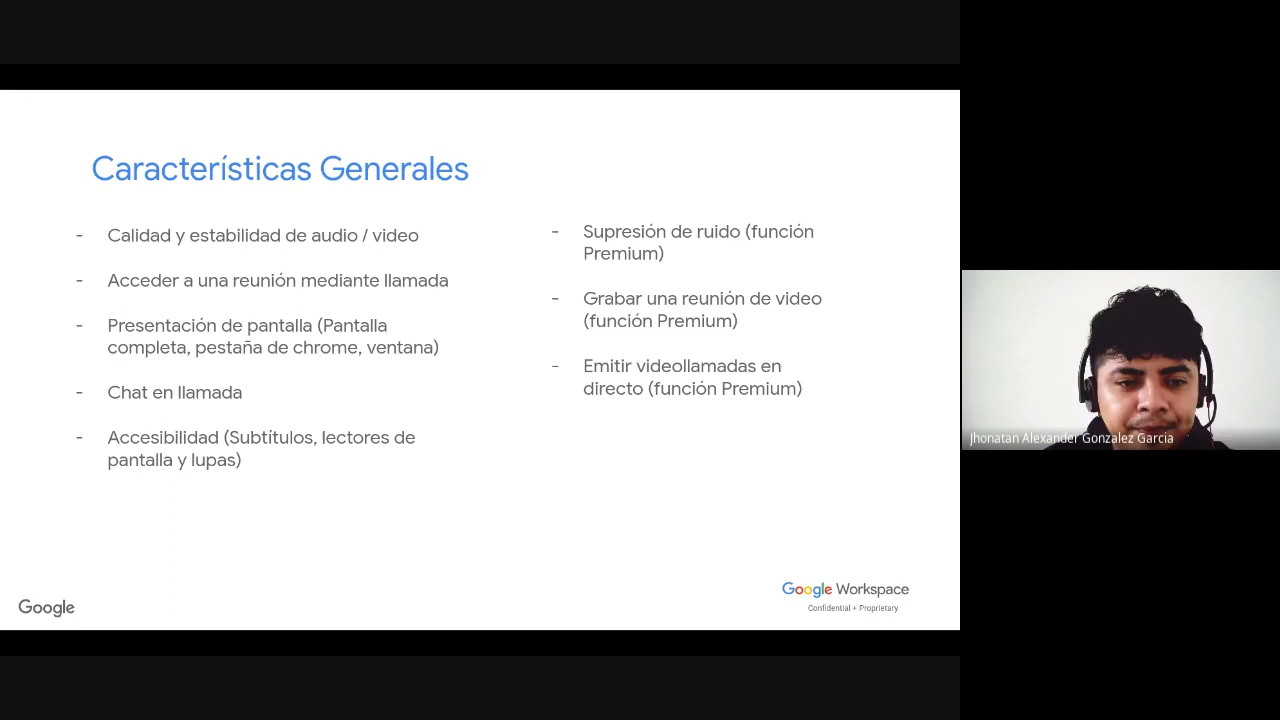 Características Generales
- Calidad y estabilidad de audio / video
- Acceder a una reunión mediante llamada
- Presentación de pantalla (Pantalla
completa, pestaña de chrome, ventana)
- Chat en llamada
- Accesibilidad (Subtítulos, lectores de
pantalla y lupas)
- Supresión de ruido (función
Premium)
- Grabar una reunión de video
(función Premium)
- Emitir videollamadas en
directo (función Premium)
Google
Google Workspace
Confidential + Proprietary
Jhonatan Alexander Gonzalez Garcia